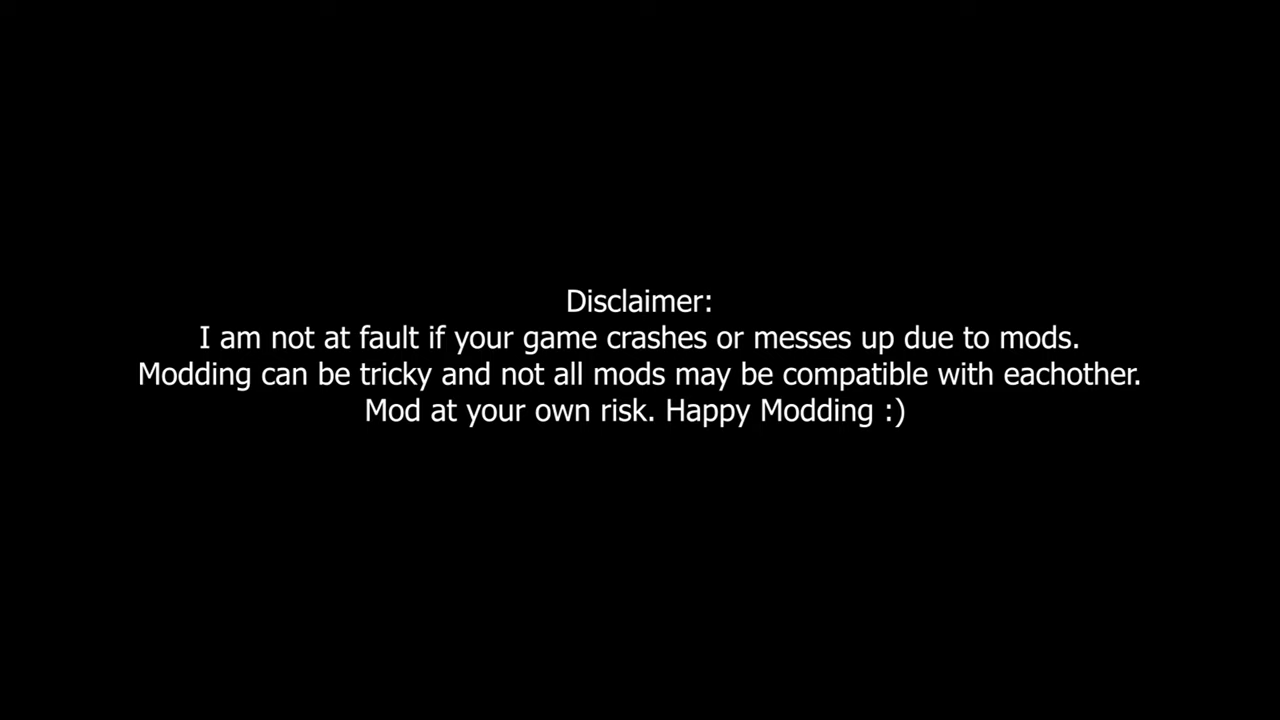 Disclaimer:
I am not at fault if your game crashes or messes up due to mods.
Modding can be tricky and not all mods may be compatible with eachother.
Mod at your own risk. Happy Modding :)